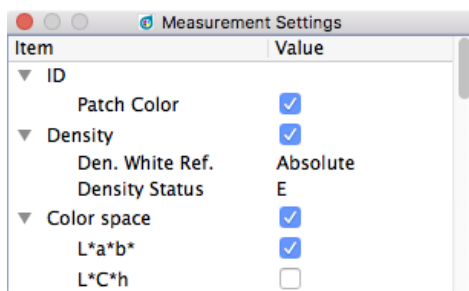 Measurement Settings
Item Value
ID
Patch Color
Density
Den. White Ref. Absolute
Density Status E
Color space
L*a*b*
L*C*h